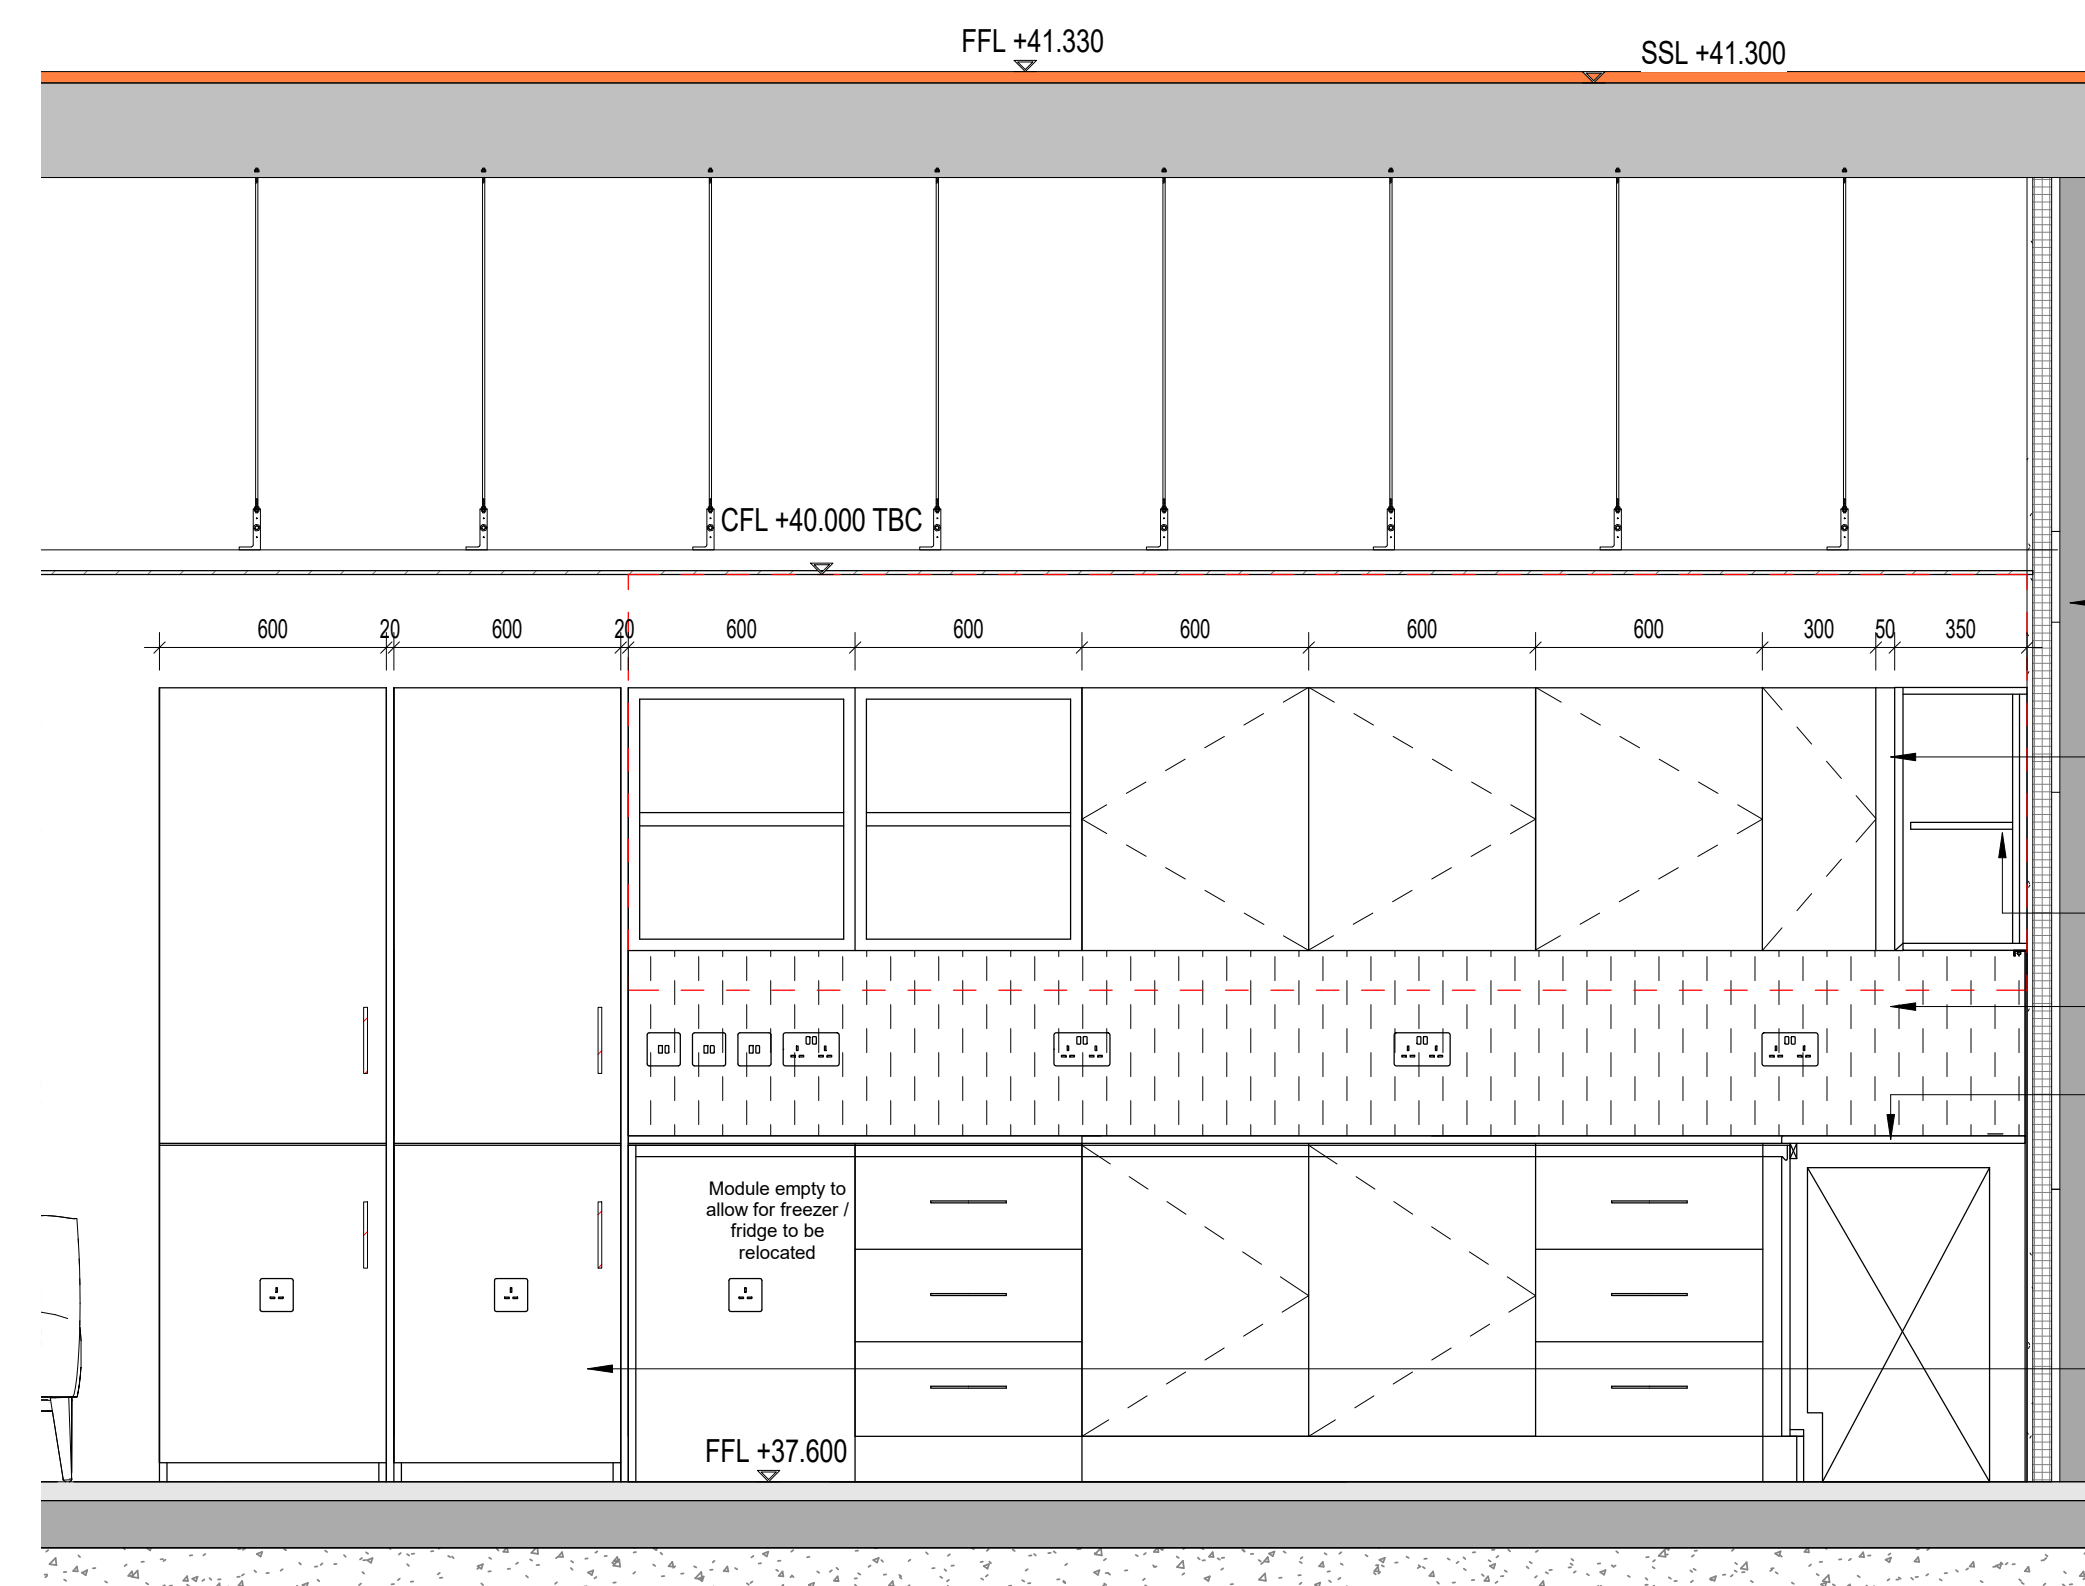 FFL +41.330
SSL +41.300
CFL +40.000 TBC
600 20 600 20 600 600 600 600 600 300 50 350
Module empty to
allow for freezer /
fridge to be
relocated
FFL +37.600